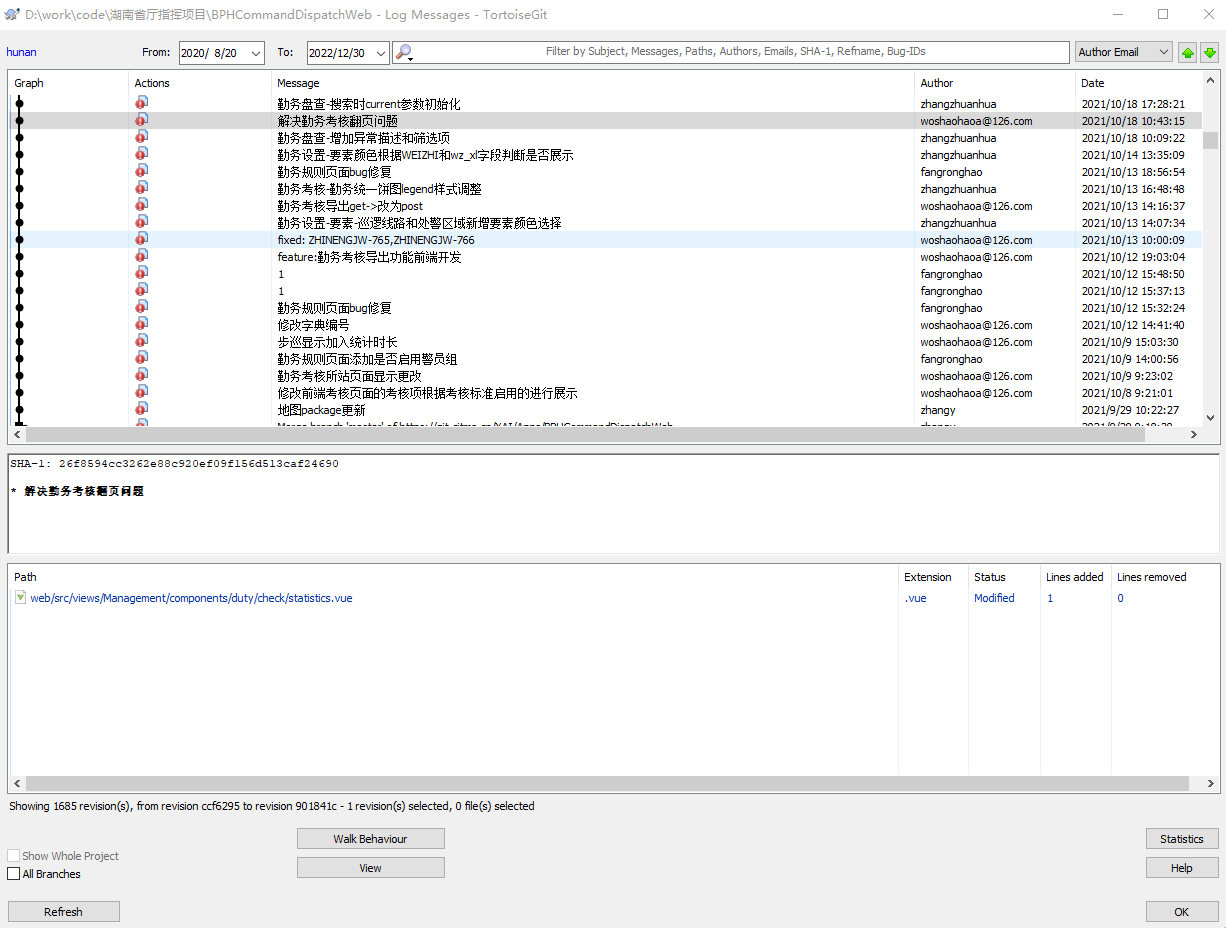 D:\work\code\湖南省厅指挥项目\BPHCommandDispatchWeb - Log Messages - TortoiseGit
hunan From: 2020/ 8/20 To: 2022/12/30 Filter by Subject, Messages, Paths, Authors, Emails, SHA-1, Refname, Bug-IDs Author Email
Graph Actions Message Author Date
勤务盘查-搜索时current参数初始化 zhangzhuanhua 2021/10/18 17:28:21
解决勤务考核翻页问题 woshaohaoa@126.com 2021/10/18 10:43:15
勤务盘查-增加异常描述和筛选项 zhangzhuanhua 2021/10/18 10:09:22
勤务设置-要素颜色根据WEIZHI和wz_xl字段判断是否展示 zhangzhuanhua 2021/10/14 13:35:09
勤务规则页面bug修复 fangronghao 2021/10/13 18:56:54
勤务考核-勤务统一饼图legend样式调整 zhangzhuanhua 2021/10/13 16:48:48
勤务考核导出get->改为post woshaohaoa@126.com 2021/10/13 14:16:37
勤务设置-要素-巡逻线路和处警区域新增要素颜色选择 zhangzhuanhua 2021/10/13 14:07:34
fixed: ZHINENGJW-765,ZHINENGJW-766 woshaohaoa@126.com 2021/10/13 10:00:09
feature:勤务考核导出功能前端开发 woshaohaoa@126.com 2021/10/12 19:03:04
1 fangronghao 2021/10/12 15:48:50
1 fangronghao 2021/10/12 15:37:13
勤务规则页面bug修复 fangronghao 2021/10/12 15:32:24
修改字典编号 woshaohaoa@126.com 2021/10/12 14:41:40
步巡显示加入统计时长 woshaohaoa@126.com 2021/10/9 15:03:30
勤务规则页面添加是否启用警员组 fangronghao 2021/10/9 14:00:56
勤务考核所站页面显示更改 woshaohaoa@126.com 2021/10/9 9:23:02
修改前端考核页面的考核项根据考核标准启用的进行展示 woshaohaoa@126.com 2021/10/8 9:21:01
地图package更新 zhangy 2021/9/29 10:22:27
SHA-1: 26f8594cc3262e88c920ef09f156d513caf24690
* 解决勤务考核翻页问题
Path Extension Status Lines added Lines removed
web/src/views/Management/components/duty/check/statistics.vue .vue Modified 1 0
Showing 1685 revision(s), from revision ccf6295 to revision 901841c - 1 revision(s) selected, 0 file(s) selected
Walk Behaviour Statistics
Show Whole Project
View Help
All Branches
Refresh OK